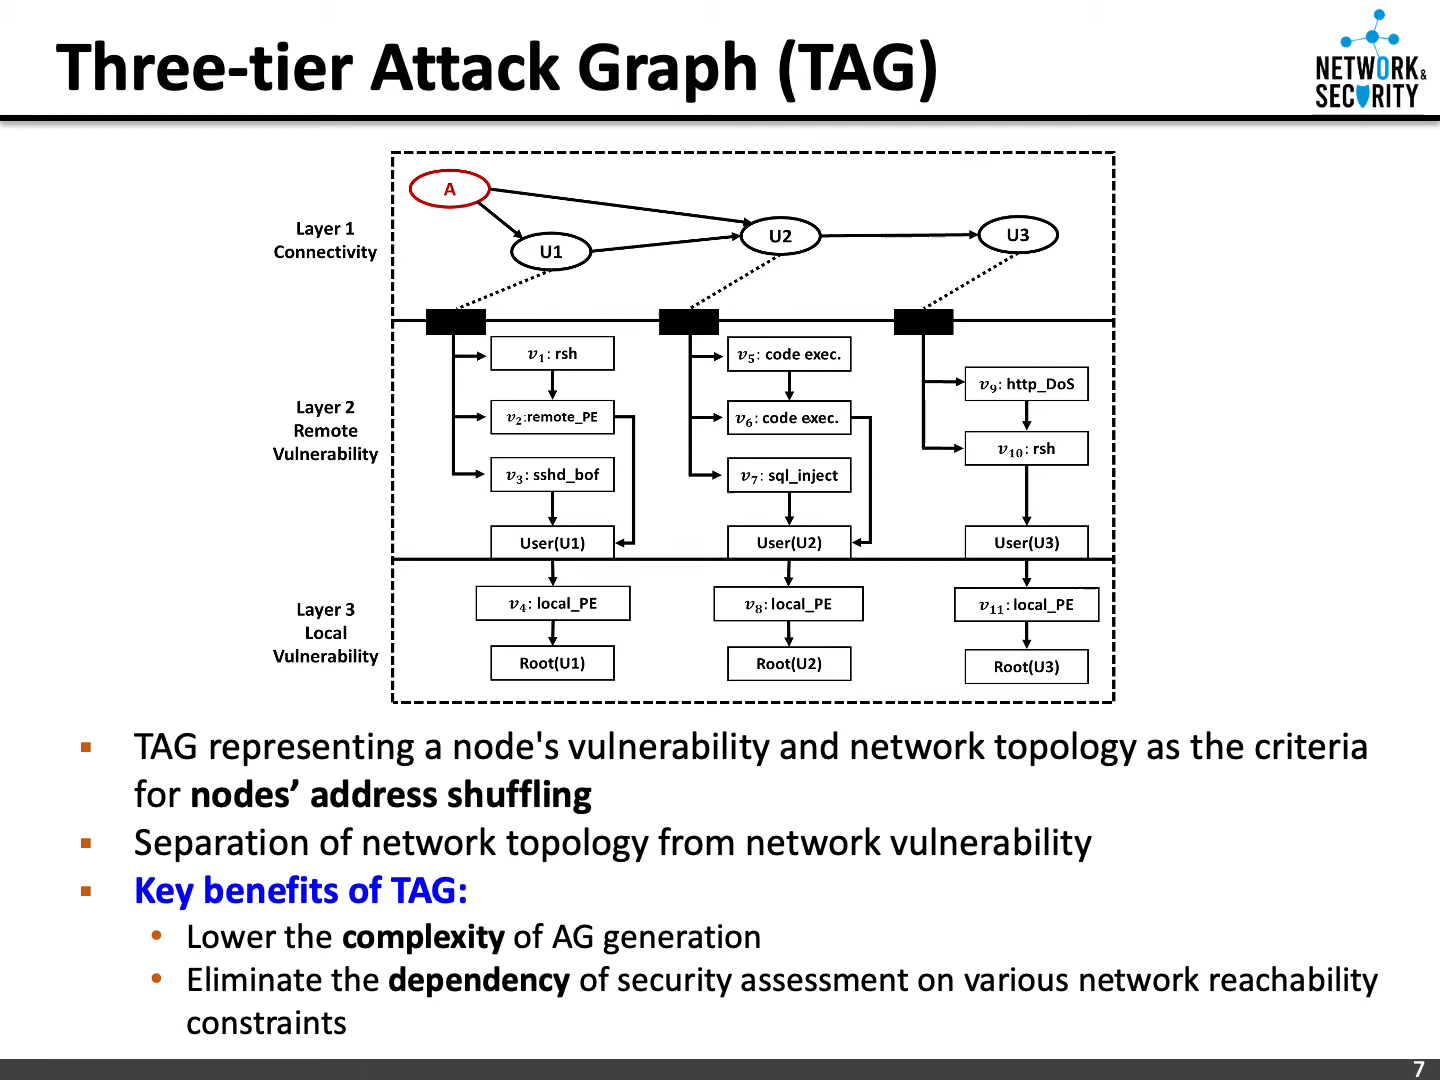 Three-tier Attack Graph (TAG)
NETWORK&
SECURITY
Layer 1
Connectivity
A
U1
U2
U3
Layer 2
Remote
Vulnerability
v1: rsh
v2:remote_PE
v3: sshd_bof
User(U1)
v5: code exec.
v6: code exec.
v7: sql_inject
User(U2)
v9: http_DoS
v10: rsh
User(U3)
Layer 3
Local
Vulnerability
v4: local_PE
Root(U1)
v8: local_PE
Root(U2)
v11: local_PE
Root(U3)
▪ TAG representing a node's vulnerability and network topology as the criteria
for nodes’ address shuffling
▪ Separation of network topology from network vulnerability
▪ Key benefits of TAG:
• Lower the complexity of AG generation
• Eliminate the dependency of security assessment on various network reachability
constraints
7